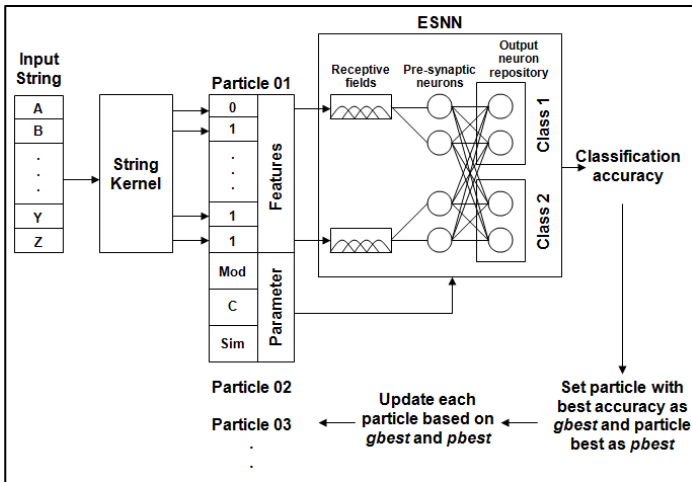 ESNN
Input
String
A
B
.
.
.
Y
Z
String
Kernel
Particle 01
0
1
.
.
.
.
1
1
Features
Mod
C
Sim
Parameter
Receptive
fields
Pre-synaptic
neurons
Output
neuron
repository
Class 1
Class 2
Classification
accuracy
Set particle with
best accuracy as
gbest and particle
best as pbest
Update each
particle based on
gbest and pbest
Particle 02
Particle 03
.
.